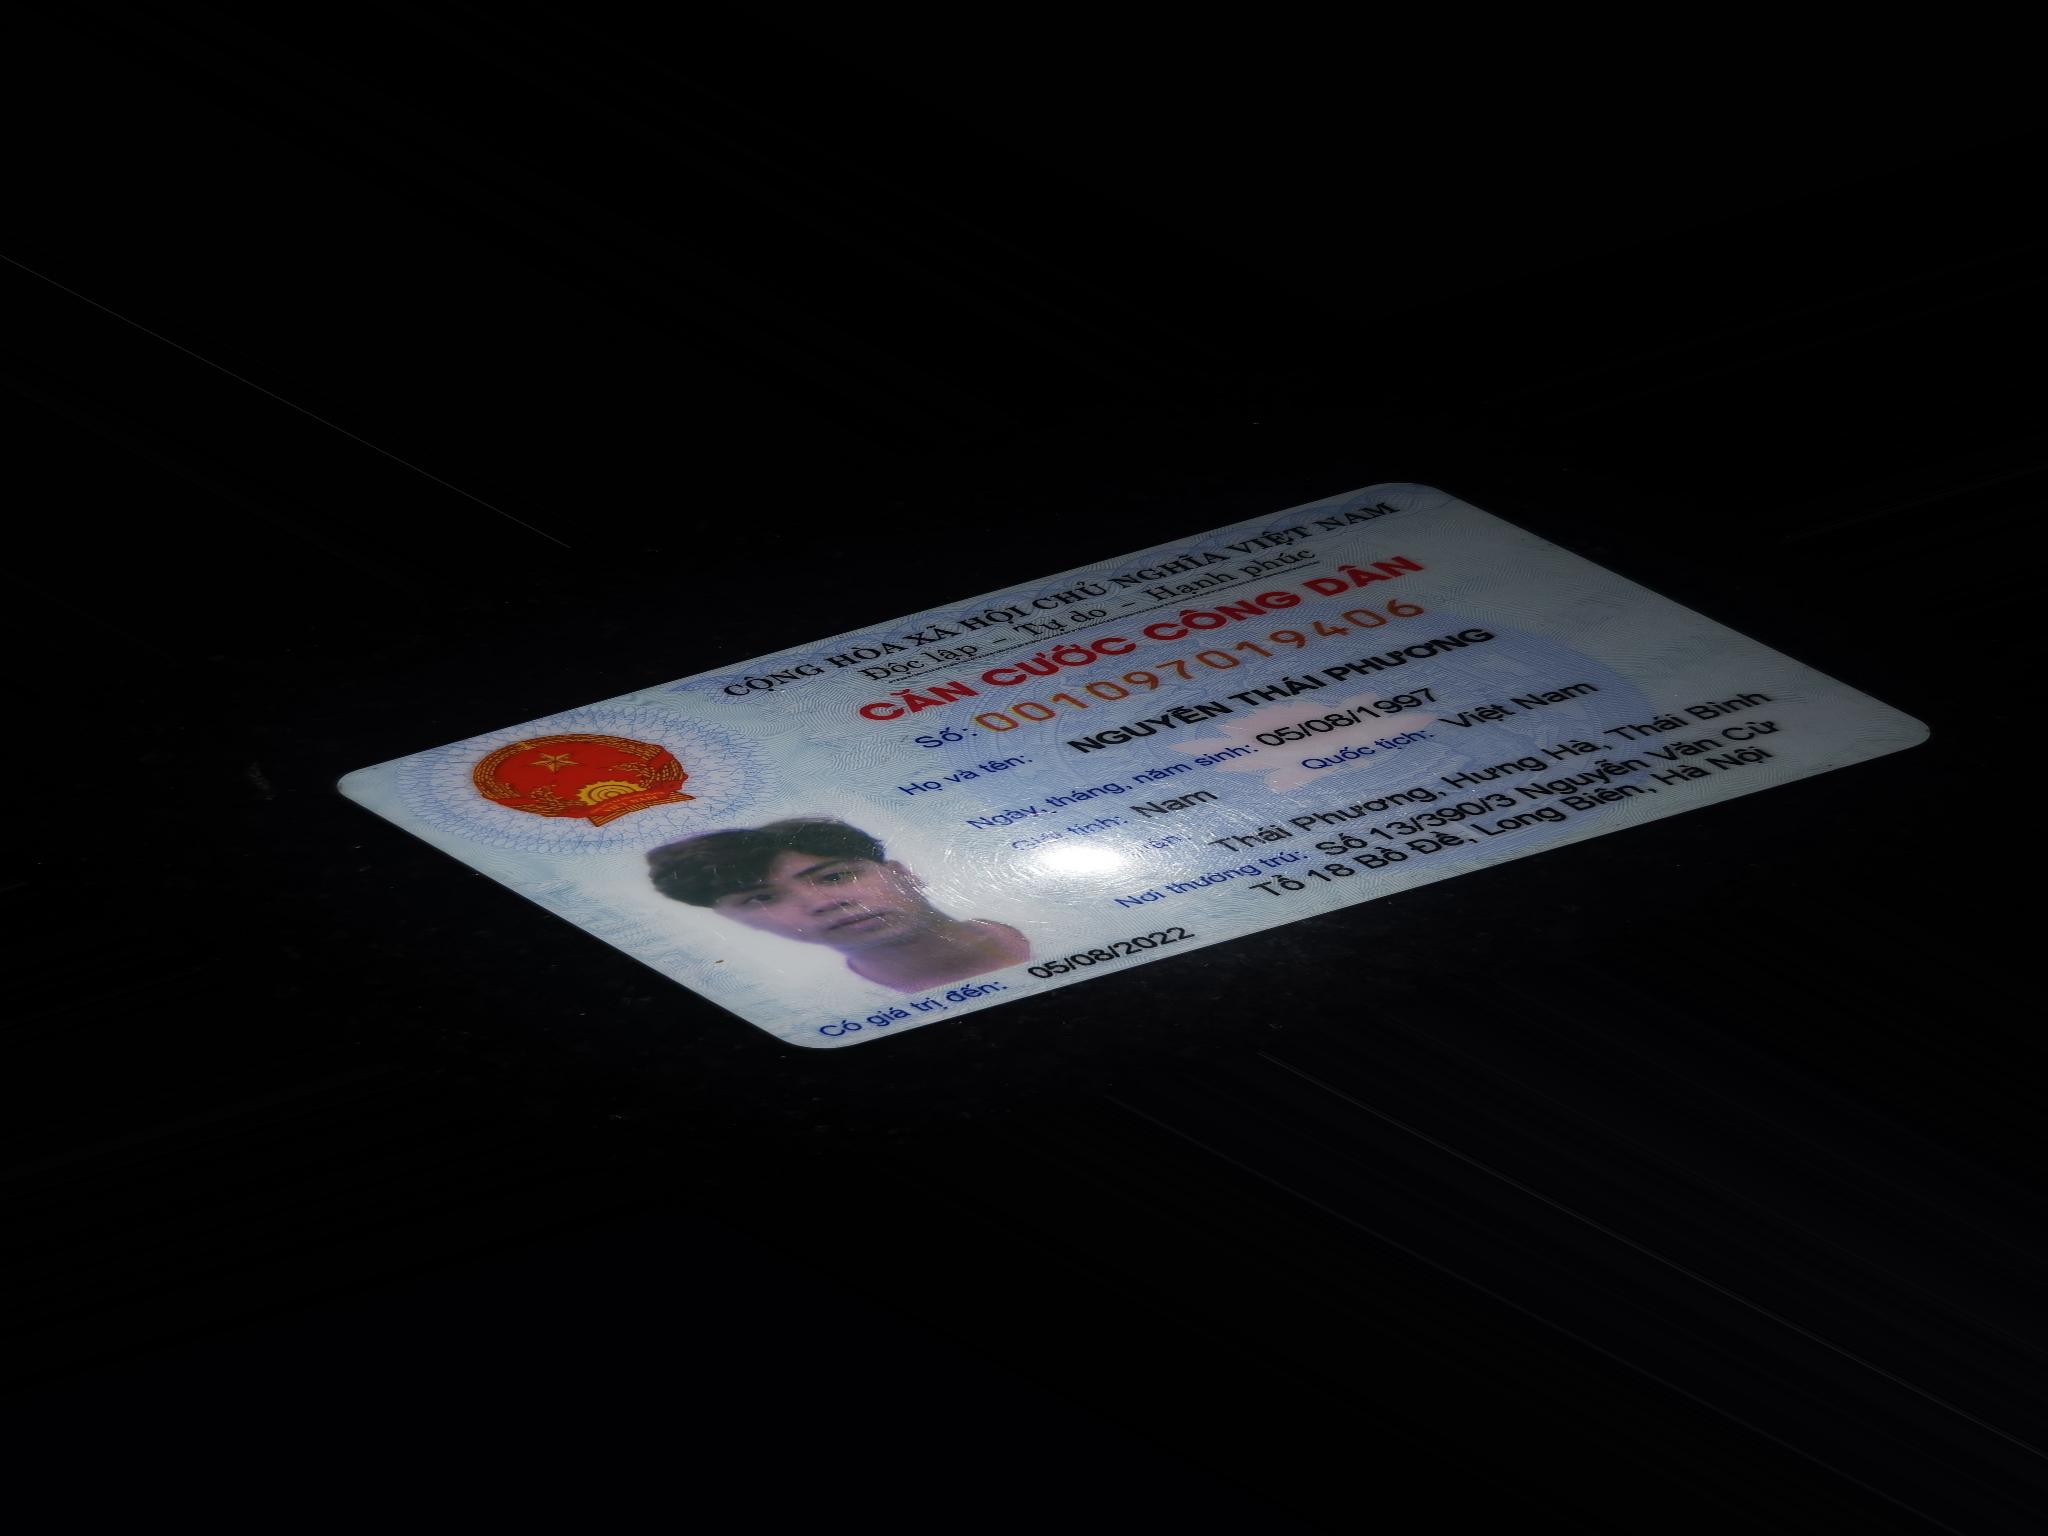 CỘNG HÒA XÃ HỘI CHỦ NGHĨA VIỆT NAM
Độc lập - Tự do - Hạnh phúc
CĂN CƯỚC CÔNG DÂN
Số: 001097019406
Họ và tên: NGUYỄN THÁI PHƯƠNG
Ngày, tháng, năm sinh: 05/08/1997
Giới tính: Nam Quốc tịch: Việt Nam
Thái Phương, Hưng Hà, Thái Bình
Nơi thường trú: Số 13/390/3 Nguyễn Văn Cừ
Tổ 18 Bồ Đề, Long Biên, Hà Nội
Có giá trị đến: 05/08/2022